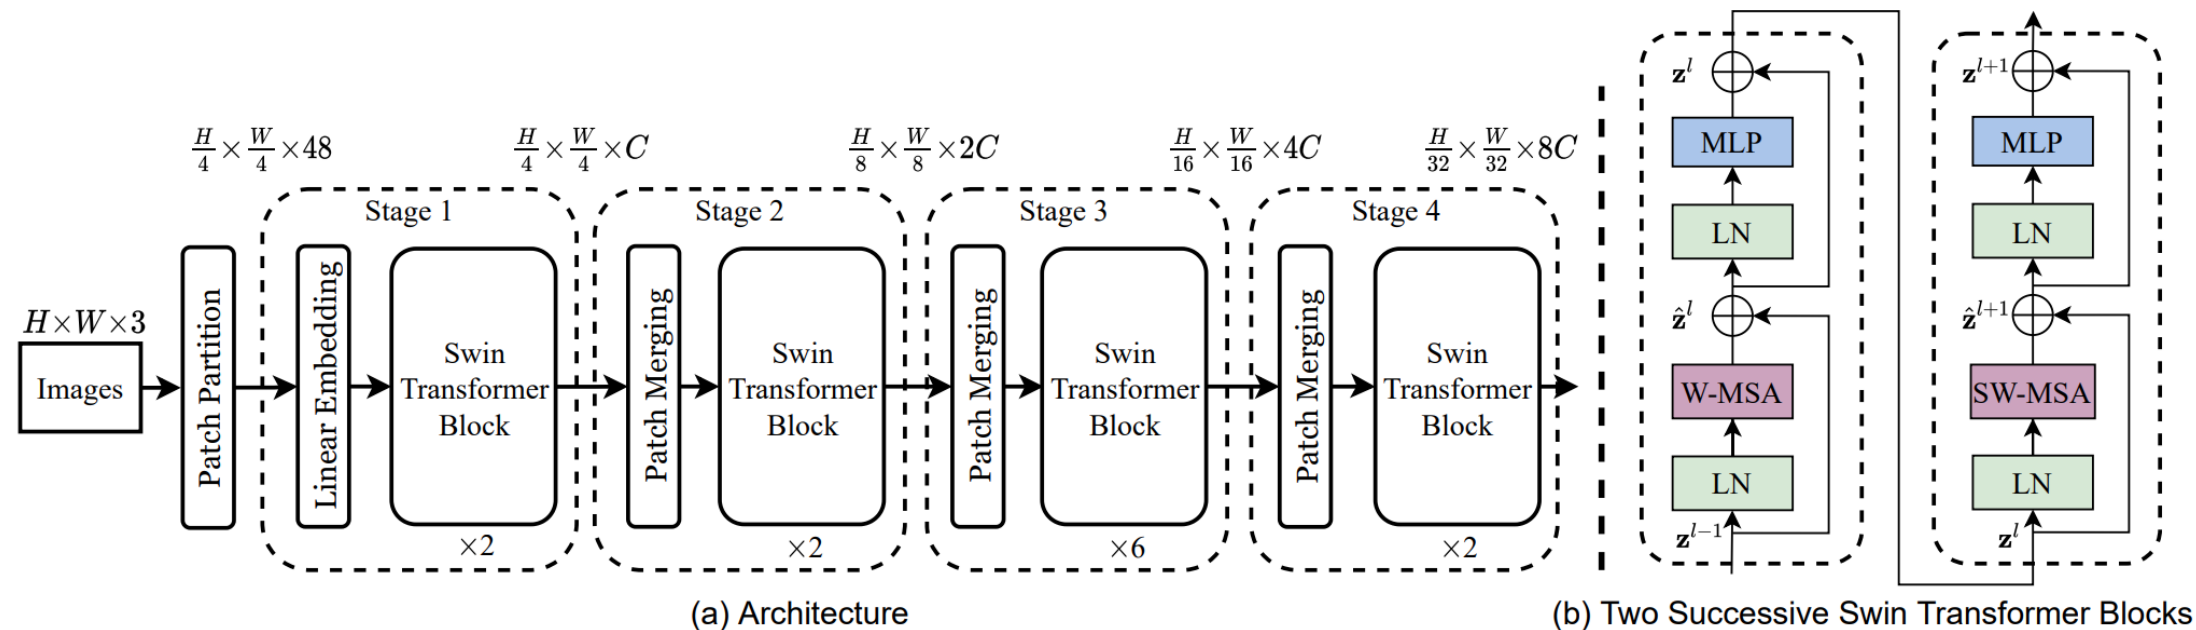 H/4 × W/4 × 48
H/4 × W/4 × C
H/8 × W/8 × 2C
H/16 × W/16 × 4C
H/32 × W/32 × 8C
Stage 1
Stage 2
Stage 3
Stage 4
H×W×3
Images
Patch Partition
Linear Embedding
Swin
Transformer
Block
×2
Patch Merging
Swin
Transformer
Block
×2
Patch Merging
Swin
Transformer
Block
×6
Patch Merging
Swin
Transformer
Block
×2
(a) Architecture
z^l
MLP
LN
ẑ^l
W-MSA
LN
z^{l-1}
z^{l+1}
MLP
LN
ẑ^{l+1}
SW-MSA
LN
z^l
(b) Two Successive Swin Transformer Blocks